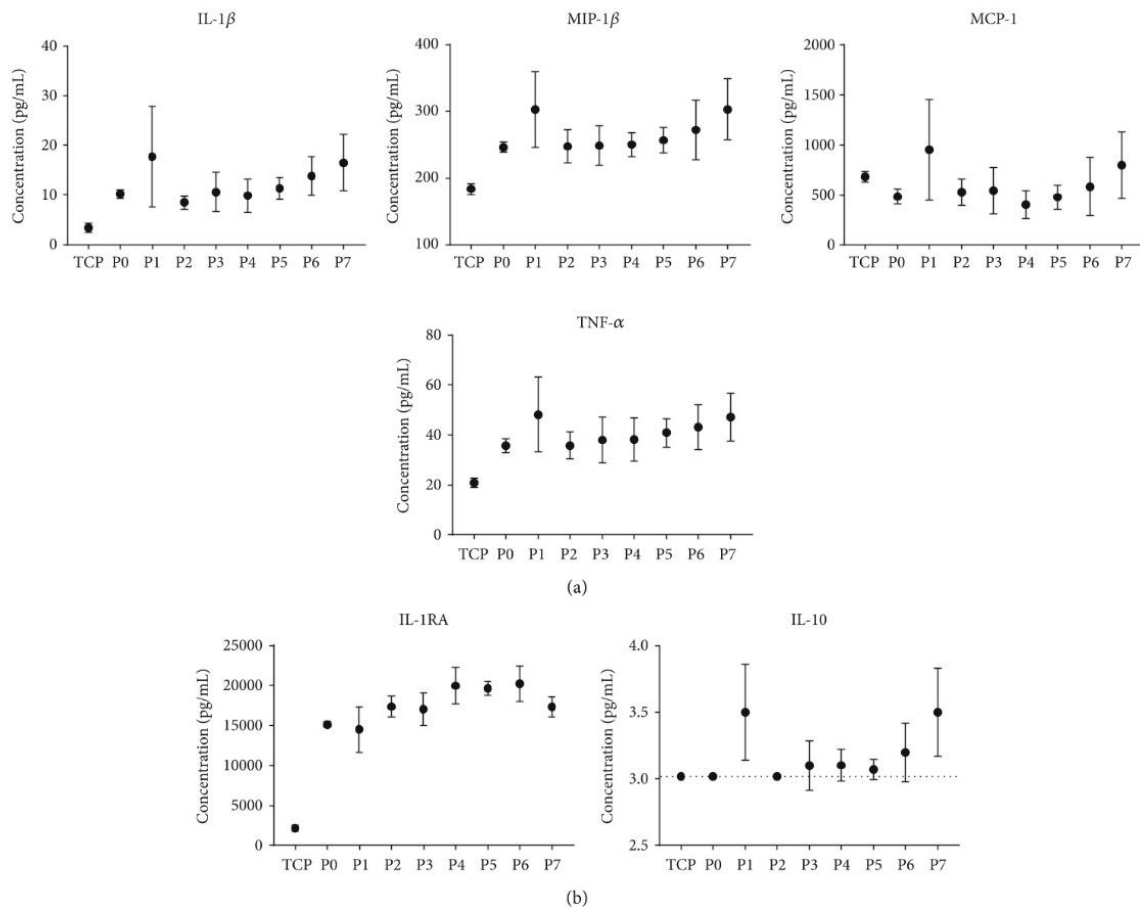 IL-1β
Concentration (pg/mL)
40
30
20
10
0
TCP P0 P1 P2 P3 P4 P5 P6 P7
MIP-1β
Concentration (pg/mL)
400
300
200
100
TCP P0 P1 P2 P3 P4 P5 P6 P7
MCP-1
Concentration (pg/mL)
2000
1500
1000
500
0
TCP P0 P1 P2 P3 P4 P5 P6 P7
TNF-α
Concentration (pg/mL)
80
60
40
20
0
TCP P0 P1 P2 P3 P4 P5 P6 P7
(a)
IL-1RA
Concentration (pg/mL)
25000
20000
15000
10000
5000
0
TCP P0 P1 P2 P3 P4 P5 P6 P7
IL-10
Concentration (pg/mL)
4.0
3.5
3.0
2.5
TCP P0 P1 P2 P3 P4 P5 P6 P7
(b)